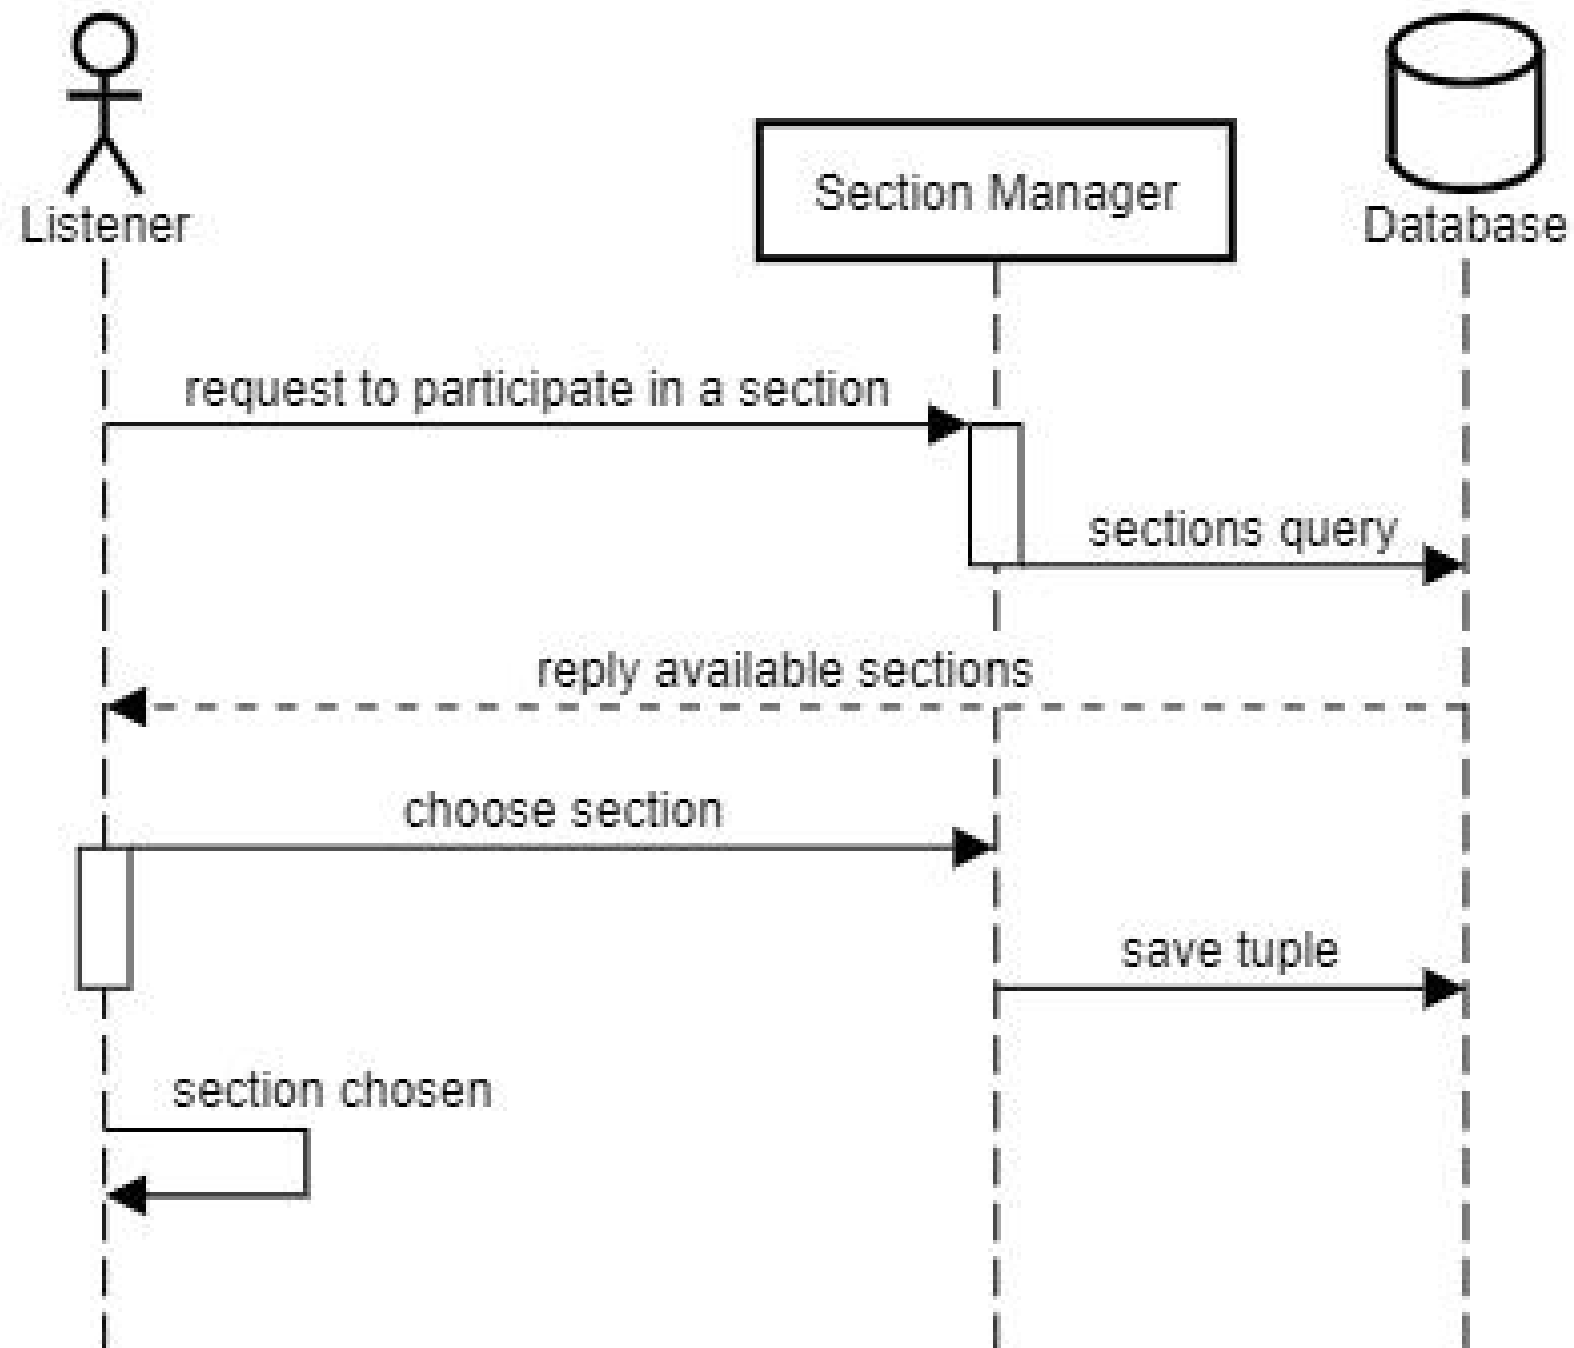 Listener
Section Manager
Database
request to participate in a section
sections query
reply available sections
choose section
save tuple
section chosen